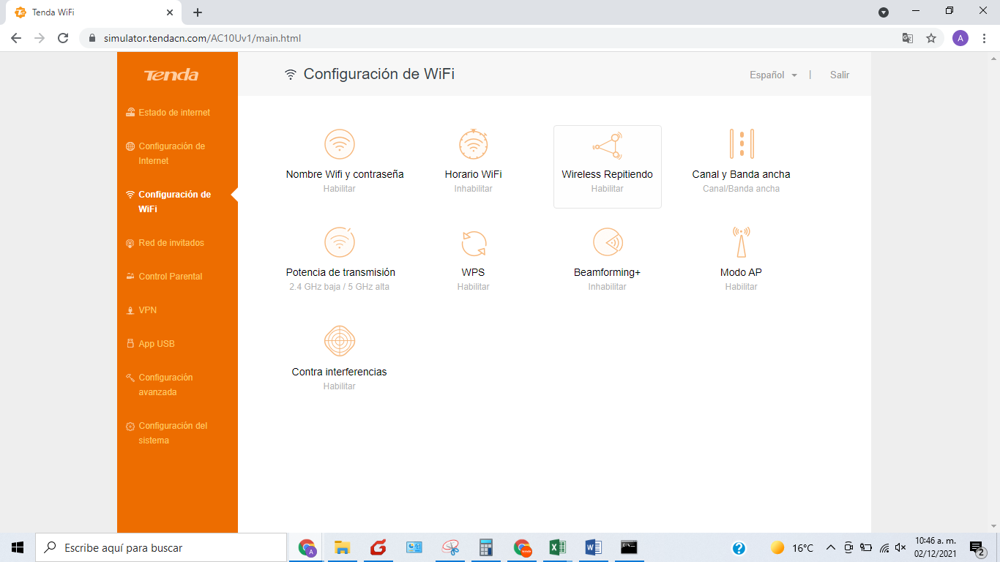 Tenda WiFi
simulator.tendacn.com/AC10Uv1/main.html
A
Tenda
Configuración de WiFi
Español
|
Salir
Estado de internet
Configuración de
Internet
Configuración de
WiFi
Red de invitados
Control Parental
VPN
App USB
Configuración
avanzada
Configuración del
sistema
Nombre Wifi y contraseña
Habilitar
Horario WiFi
Inhabilitar
Wireless Repitiendo
Habilitar
Canal y Banda ancha
Canal/Banda ancha
Potencia de transmisión
2.4 GHz baja / 5 GHz alta
WPS
Habilitar
Beamforming+
Inhabilitar
Modo AP
Habilitar
Contra interferencias
Habilitar
Escribe aquí para buscar
A
16°C
10:46 a. m.
02/12/2021
2